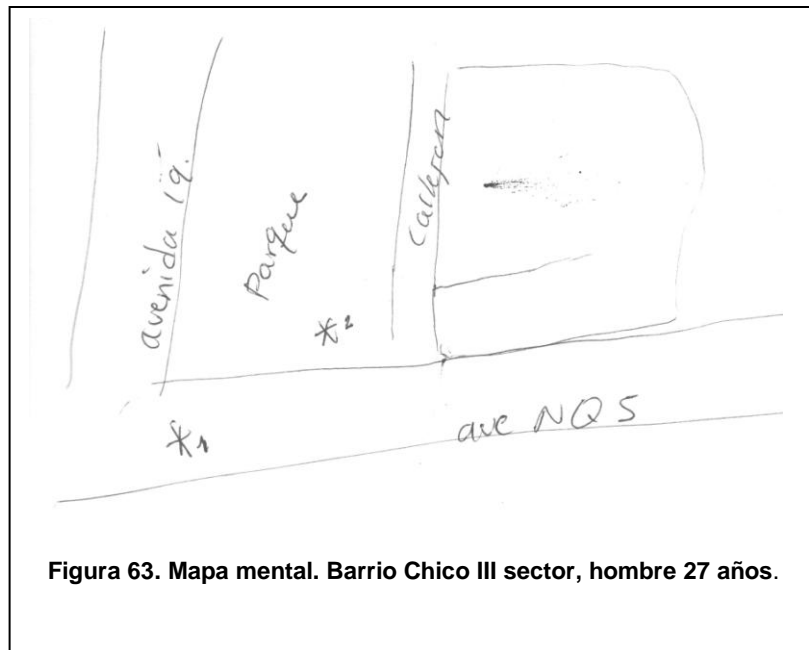 avenida 19.
Parque
Callejon
*2
*1
ave NQS
Figura 63. Mapa mental. Barrio Chico III sector, hombre 27 años.